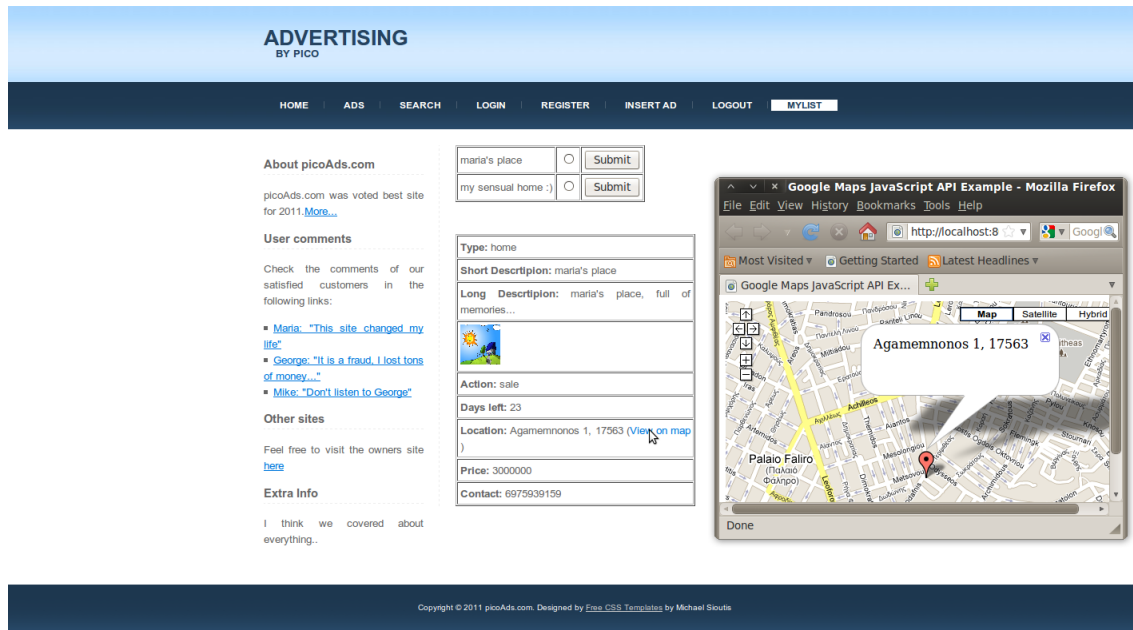 ADVERTISING
BY PICO
HOME ADS SEARCH LOGIN REGISTER INSERT AD LOGOUT MYLIST
About picoAds.com
picoAds.com was voted best site
for 2011.More...
User comments
Check the comments of our
satisfied customers in the
following links:
Maria: "This site changed my
life"
George: "It is a fraud, I lost tons
of money..."
Mike: "Don't listen to George"
Other sites
Feel free to visit the owners site
here
Extra Info
I think we covered about
everything..
maria's place Submit
my sensual home :) Submit
Type: home
Short Descrtipion: maria's place
Long Descrtipion: maria's place, full of
memories...
Action: sale
Days left: 23
Location: Agamemnonos 1, 17563 (View on map
)
Price: 3000000
Contact: 6975939159
Google Maps JavaScript API Example - Mozilla Firefox
File Edit View History Bookmarks Tools Help
http://localhost:8 Googl
Most Visited Getting Started Latest Headlines
Google Maps JavaScript API Ex...
Map Satellite Hybrid
Pandrosou
Agamemnonos 1, 17563
Achilleos
Aiantos
Mesolongiou
Palaio Faliro
(Παλαιό
Φάληρο)
Done
Copyright © 2011 picoAds.com. Designed by Free CSS Templates by Michael Sioutis